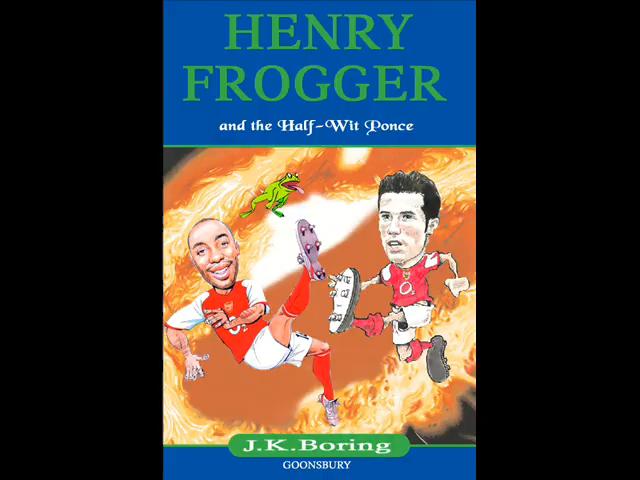 HENRY
FROGGER
and the Half-Wit Ponce
J.K.Boring
GOONSBURY